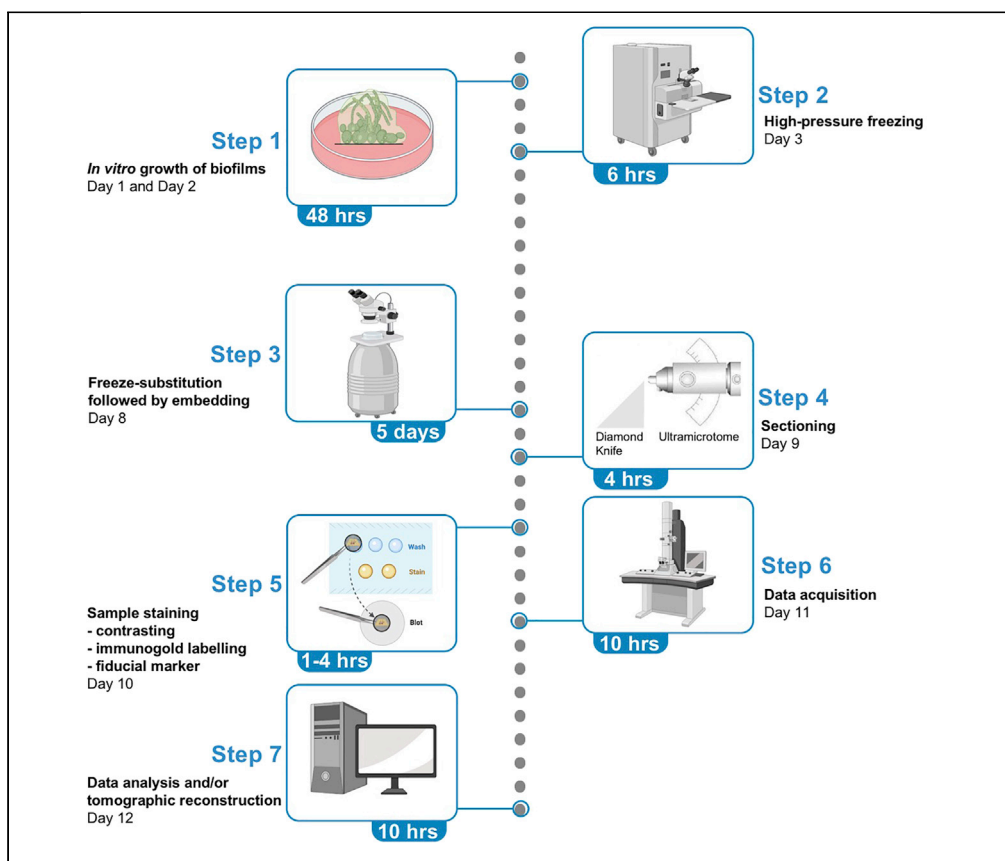 Step 1
In vitro growth of biofilms
Day 1 and Day 2
48 hrs
Step 2
High-pressure freezing
Day 3
6 hrs
Step 3
Freeze-substitution
followed by embedding
Day 8
5 days
Step 4
Sectioning
Day 9
Diamond
Knife
Ultramicrotome
4 hrs
Step 5
Sample staining
- contrasting
- immunogold labelling
- fiducial marker
Day 10
Wash
Stain
Blot
1-4 hrs
Step 6
Data acquisition
Day 11
10 hrs
Step 7
Data analysis and/or
tomographic reconstruction
Day 12
10 hrs